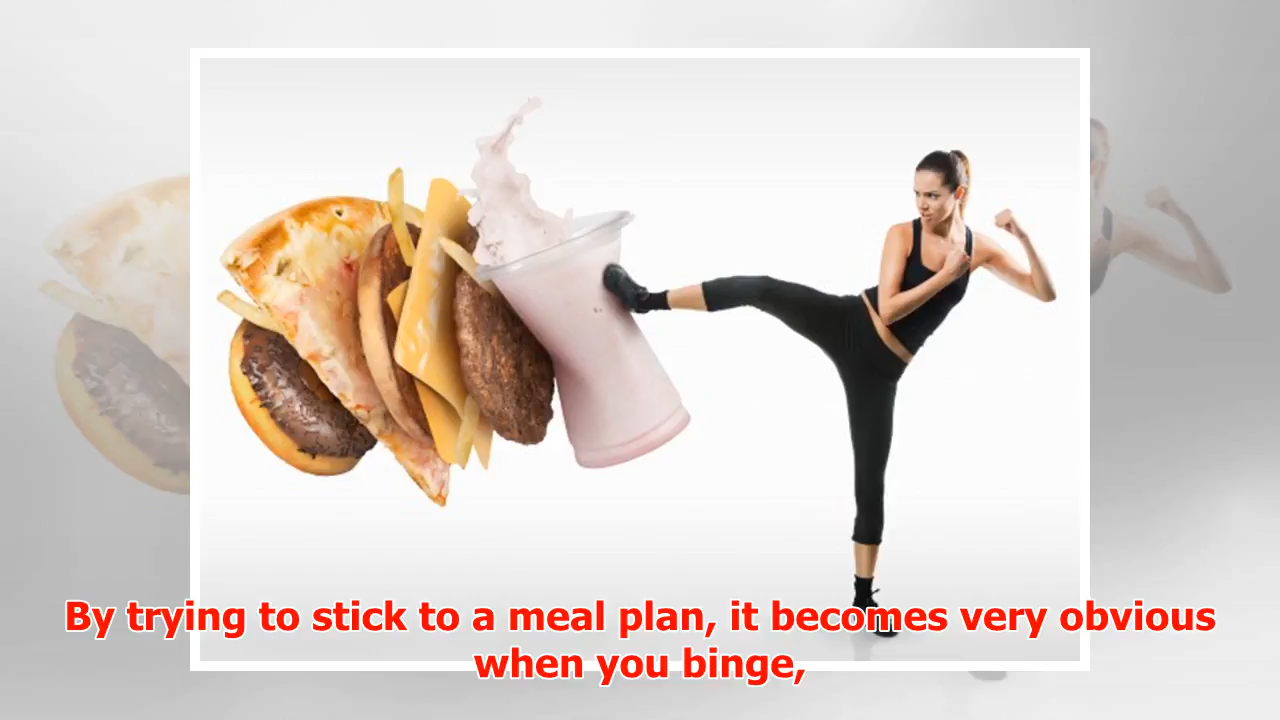 By trying to stick to a meal plan, it becomes very obvious
when you binge,